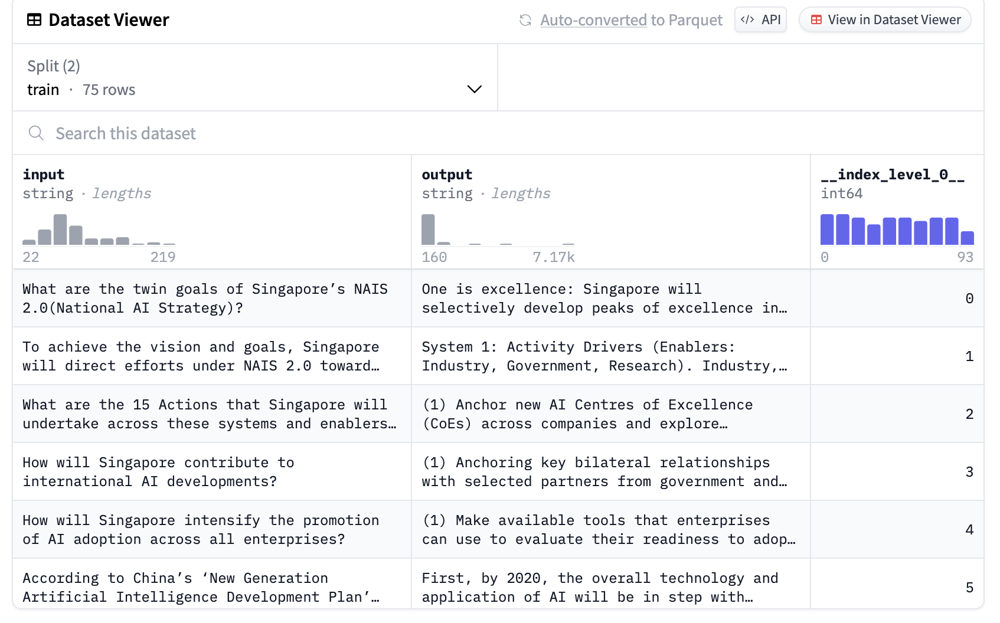 Dataset Viewer
Auto-converted to Parquet
</> API
View in Dataset Viewer
Split (2)
train · 75 rows
Search this dataset
input
string · lengths
22 219
output
string · lengths
160 7.17k
__index_level_0__
int64
0 93
What are the twin goals of Singapore’s NAIS
2.0(National AI Strategy)?
One is excellence: Singapore will
selectively develop peaks of excellence in…
0
To achieve the vision and goals, Singapore
will direct efforts under NAIS 2.0 toward…
System 1: Activity Drivers (Enablers:
Industry, Government, Research). Industry,…
1
What are the 15 Actions that Singapore will
undertake across these systems and enablers…
(1) Anchor new AI Centres of Excellence
(CoEs) across companies and explore…
2
How will Singapore contribute to
international AI developments?
(1) Anchoring key bilateral relationships
with selected partners from government and…
3
How will Singapore intensify the promotion
of AI adoption across all enterprises?
(1) Make available tools that enterprises
can use to evaluate their readiness to adop…
4
According to China’s ‘New Generation
Artificial Intelligence Development Plan’…
First, by 2020, the overall technology and
application of AI will be in step with…
5